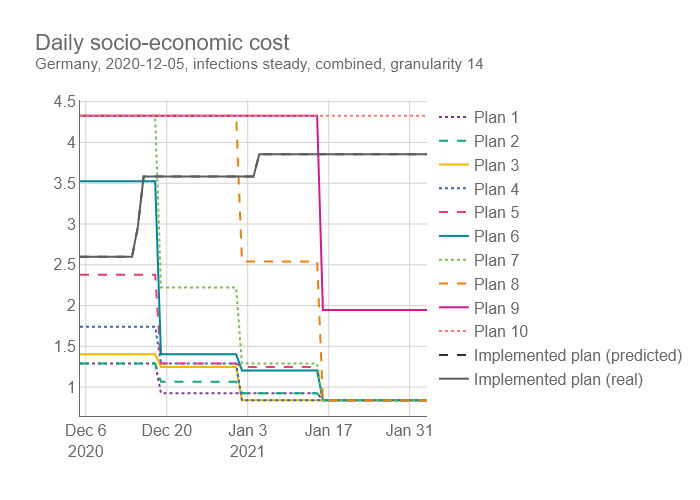 Daily socio-economic cost
Germany, 2020-12-05, infections steady, combined, granularity 14
4.5
4
3.5
3
2.5
2
1.5
1
Dec 6
2020
Dec 20
Jan 3
2021
Jan 17
Jan 31
Plan 1
Plan 2
Plan 3
Plan 4
Plan 5
Plan 6
Plan 7
Plan 8
Plan 9
Plan 10
Implemented plan (predicted)
Implemented plan (real)